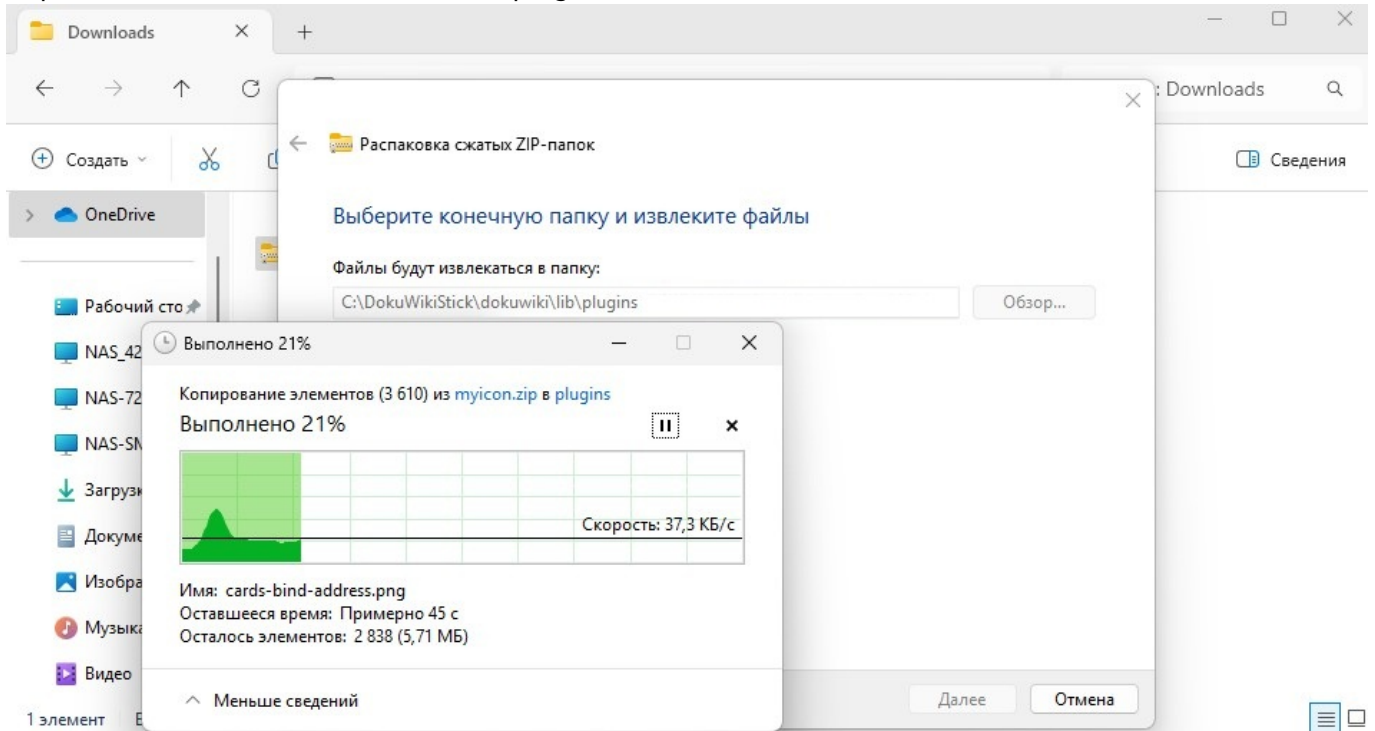 Downloads
: Downloads
Создать
Сведения
Распаковка сжатых ZIP-папок
OneDrive
Выберите конечную папку и извлеките файлы
Файлы будут извлекаться в папку:
C:\DokuWikiStick\dokuwiki\lib\plugins
Обзор...
Рабочий сто
NAS_42
NAS-72
NAS-SM
Загрузк
Докуме
Изобра
Музыка
Видео
1 элемент
Выполнено 21%
Копирование элементов (3 610) из myicon.zip в plugins
Выполнено 21%
Скорость: 37,3 КБ/с
Имя: cards-bind-address.png
Оставшееся время: Примерно 45 с
Осталось элементов: 2 838 (5,71 МБ)
Меньше сведений
Далее
Отмена